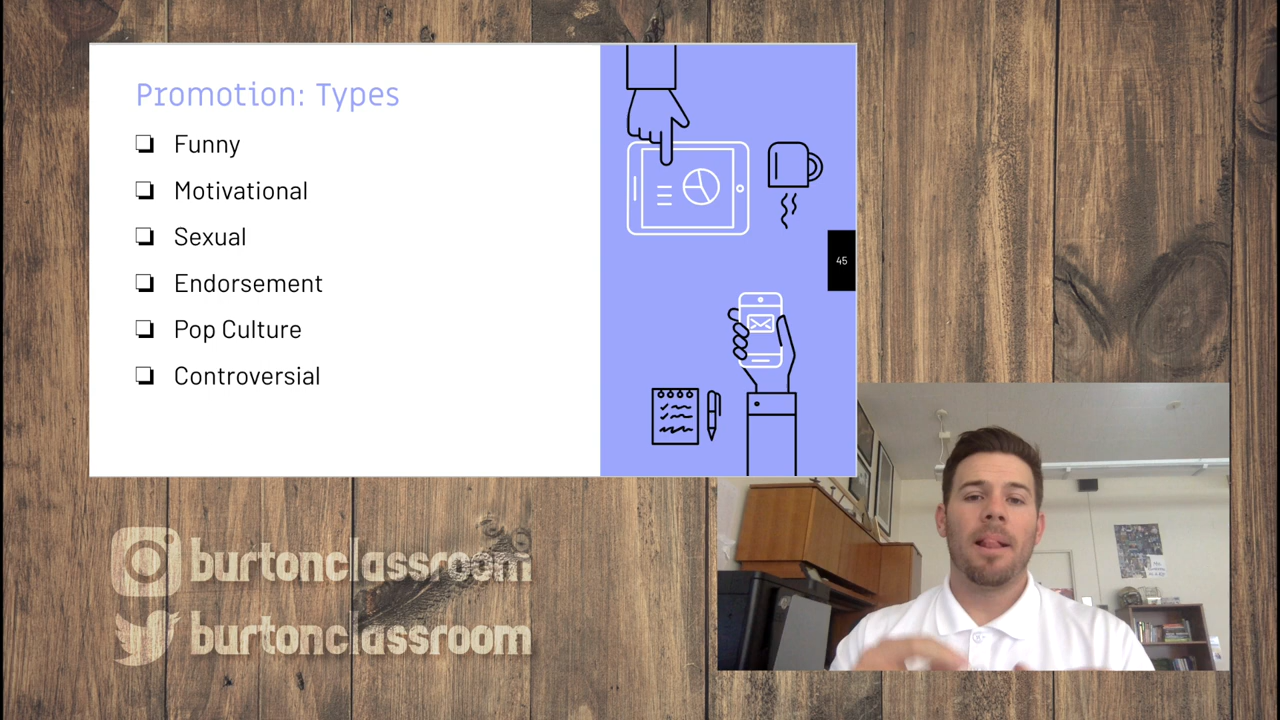 Promotion: Types
Funny
Motivational
Sexual
Endorsement
Pop Culture
Controversial
45
burtonclassroom
burtonclassroom